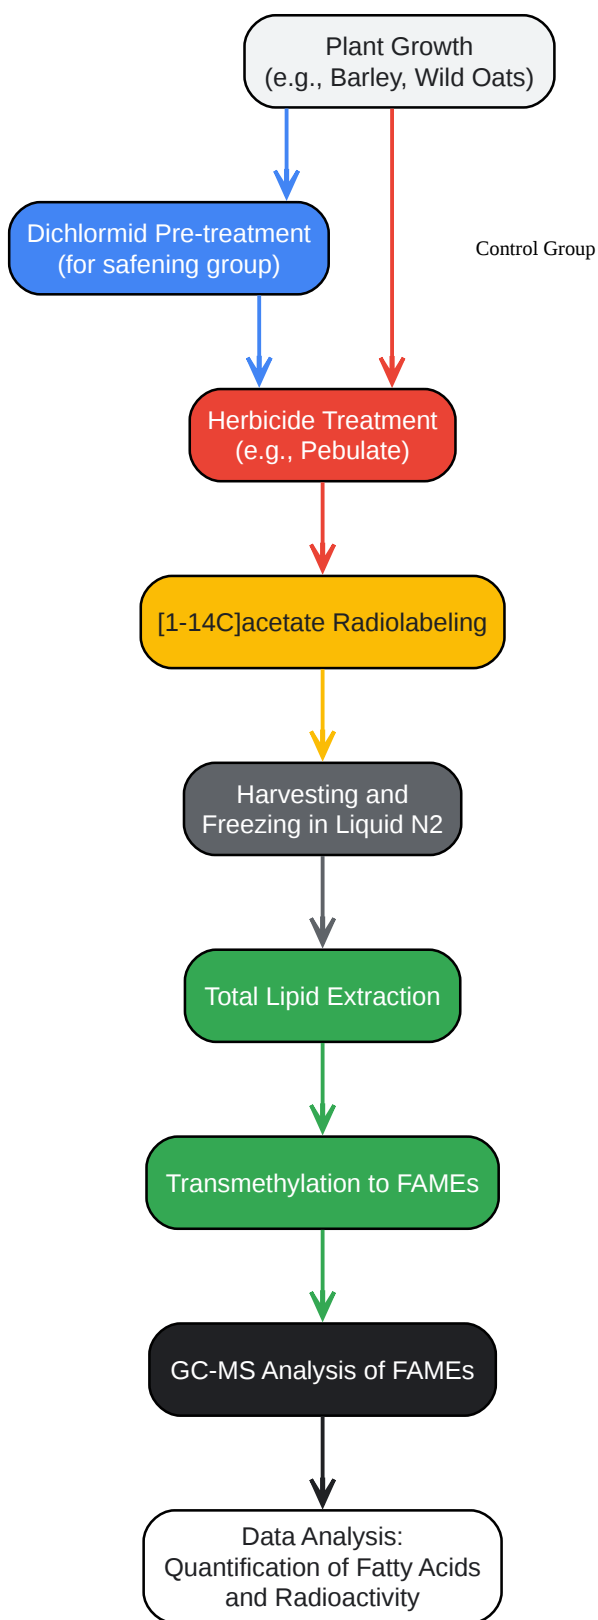 Plant Growth
(e.g., Barley, Wild Oats)
Dichlormid Pre-treatment
(for safening group)
Control Group
Herbicide Treatment
(e.g., Pebulate)
[1-14C]acetate Radiolabeling
Harvesting and
Freezing in Liquid N2
Total Lipid Extraction
Transmethylation to FAMEs
GC-MS Analysis of FAMEs
Data Analysis:
Quantification of Fatty Acids
and Radioactivity